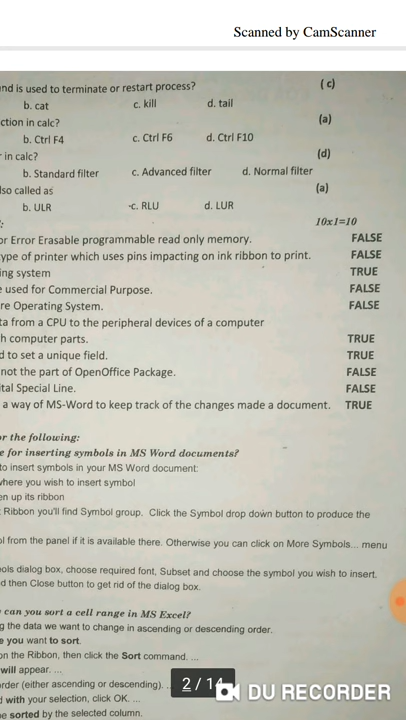 Scanned by CamScanner
nd is used to terminate or restart process? ( c)
b. cat c. kill d. tail
ction in calc? (a)
b. Ctrl F4 c. Ctrl F6 d. Ctrl F10
in calc? (d)
b. Standard filter c. Advanced filter d. Normal filter
lso called as (a)
b. ULR c. RLU d. LUR
: 10x1=10
or Error Erasable programmable read only memory. FALSE
ype of printer which uses pins impacting on ink ribbon to print. FALSE
ing system TRUE
e used for Commercial Purpose. FALSE
re Operating System. FALSE
ta from a CPU to the peripheral devices of a computer
h computer parts. TRUE
d to set a unique field. TRUE
not the part of OpenOffice Package. FALSE
ital Special Line. FALSE
a way of MS-Word to keep track of the changes made a document. TRUE
or the following:
e for inserting symbols in MS Word documents?
to insert symbols in your MS Word document:
where you wish to insert symbol
en up its ribbon
Ribbon you'll find Symbol group. Click the Symbol drop down button to produce the
ol from the panel if it is available there. Otherwise you can click on More Symbols... menu
ols dialog box, choose required font, Subset and choose the symbol you wish to insert.
d then Close button to get rid of the dialog box.
can you sort a cell range in MS Excel?
g the data we want to change in ascending or descending order.
e you want to sort.
on the Ribbon, then click the Sort command. ...
will appear. ...
rder (either ascending or descending).
d with your selection, click OK. ...
e sorted by the selected column.
2 / 14
DU RECORDER